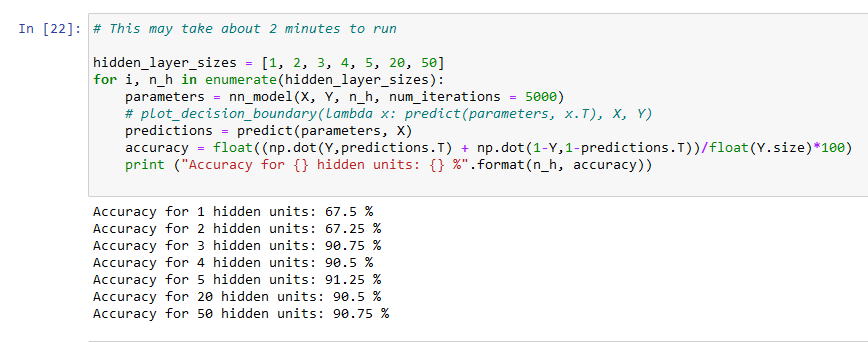 In [22]: # This may take about 2 minutes to run
hidden_layer_sizes = [1, 2, 3, 4, 5, 20, 50]
for i, n_h in enumerate(hidden_layer_sizes):
    parameters = nn_model(X, Y, n_h, num_iterations = 5000)
    # plot_decision_boundary(lambda x: predict(parameters, x.T), X, Y)
    predictions = predict(parameters, X)
    accuracy = float((np.dot(Y,predictions.T) + np.dot(1-Y,1-predictions.T))/float(Y.size)*100)
    print ("Accuracy for {} hidden units: {} %".format(n_h, accuracy))
Accuracy for 1 hidden units: 67.5 %
Accuracy for 2 hidden units: 67.25 %
Accuracy for 3 hidden units: 90.75 %
Accuracy for 4 hidden units: 90.5 %
Accuracy for 5 hidden units: 91.25 %
Accuracy for 20 hidden units: 90.5 %
Accuracy for 50 hidden units: 90.75 %